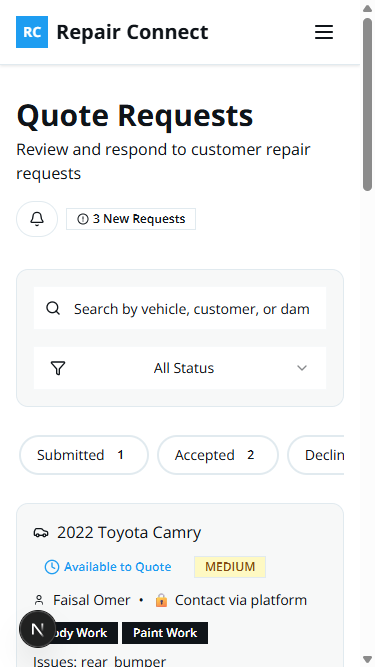 RC Repair Connect
Quote Requests
Review and respond to customer repair
requests
3 New Requests
Search by vehicle, customer, or dam
All Status
Submitted 1 Accepted 2 Declin
2022 Toyota Camry
Available to Quote MEDIUM
Faisal Omer • 🔒 Contact via platform
N ody Work Paint Work
Issues: rear bumper